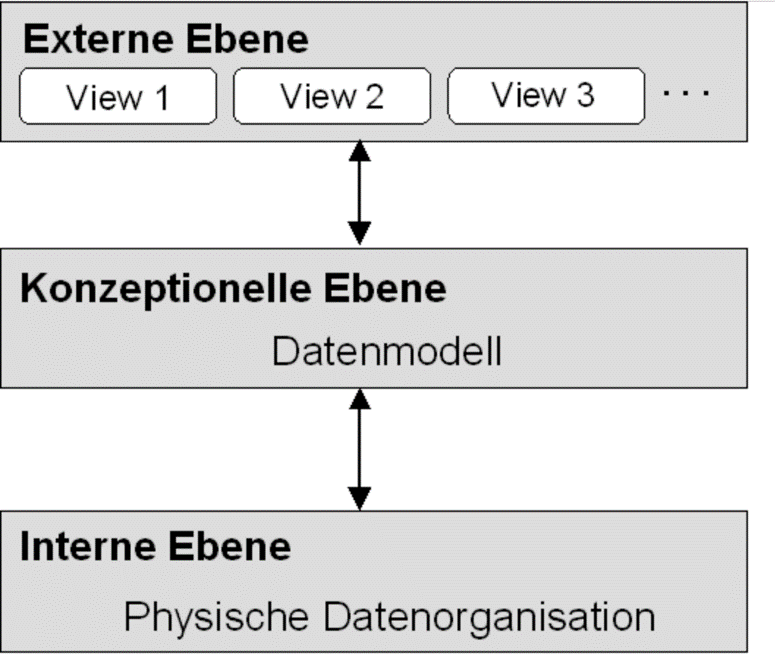 Externe Ebene
View 1 View 2 View 3 ...
Konzeptionelle Ebene
Datenmodell
Interne Ebene
Physische Datenorganisation